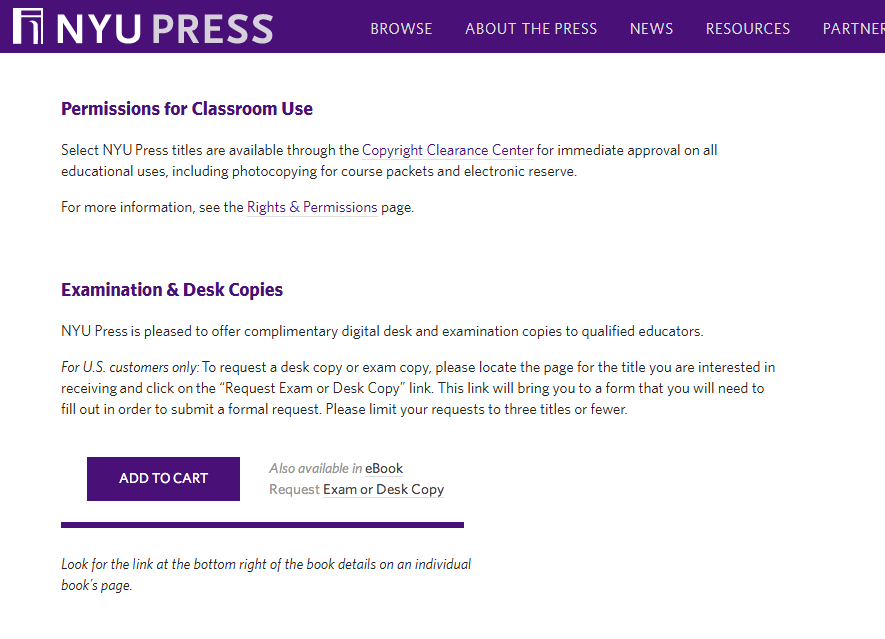 NYU PRESS
BROWSE ABOUT THE PRESS NEWS RESOURCES PARTNER
Permissions for Classroom Use
Select NYU Press titles are available through the Copyright Clearance Center for immediate approval on all
educational uses, including photocopying for course packets and electronic reserve.
For more information, see the Rights & Permissions page.
Examination & Desk Copies
NYU Press is pleased to offer complimentary digital desk and examination copies to qualified educators.
For U.S. customers only: To request a desk copy or exam copy, please locate the page for the title you are interested in
receiving and click on the “Request Exam or Desk Copy” link. This link will bring you to a form that you will need to
fill out in order to submit a formal request. Please limit your requests to three titles or fewer.
ADD TO CART
Also available in eBook
Request Exam or Desk Copy
Look for the link at the bottom right of the book details on an individual
book’s page.